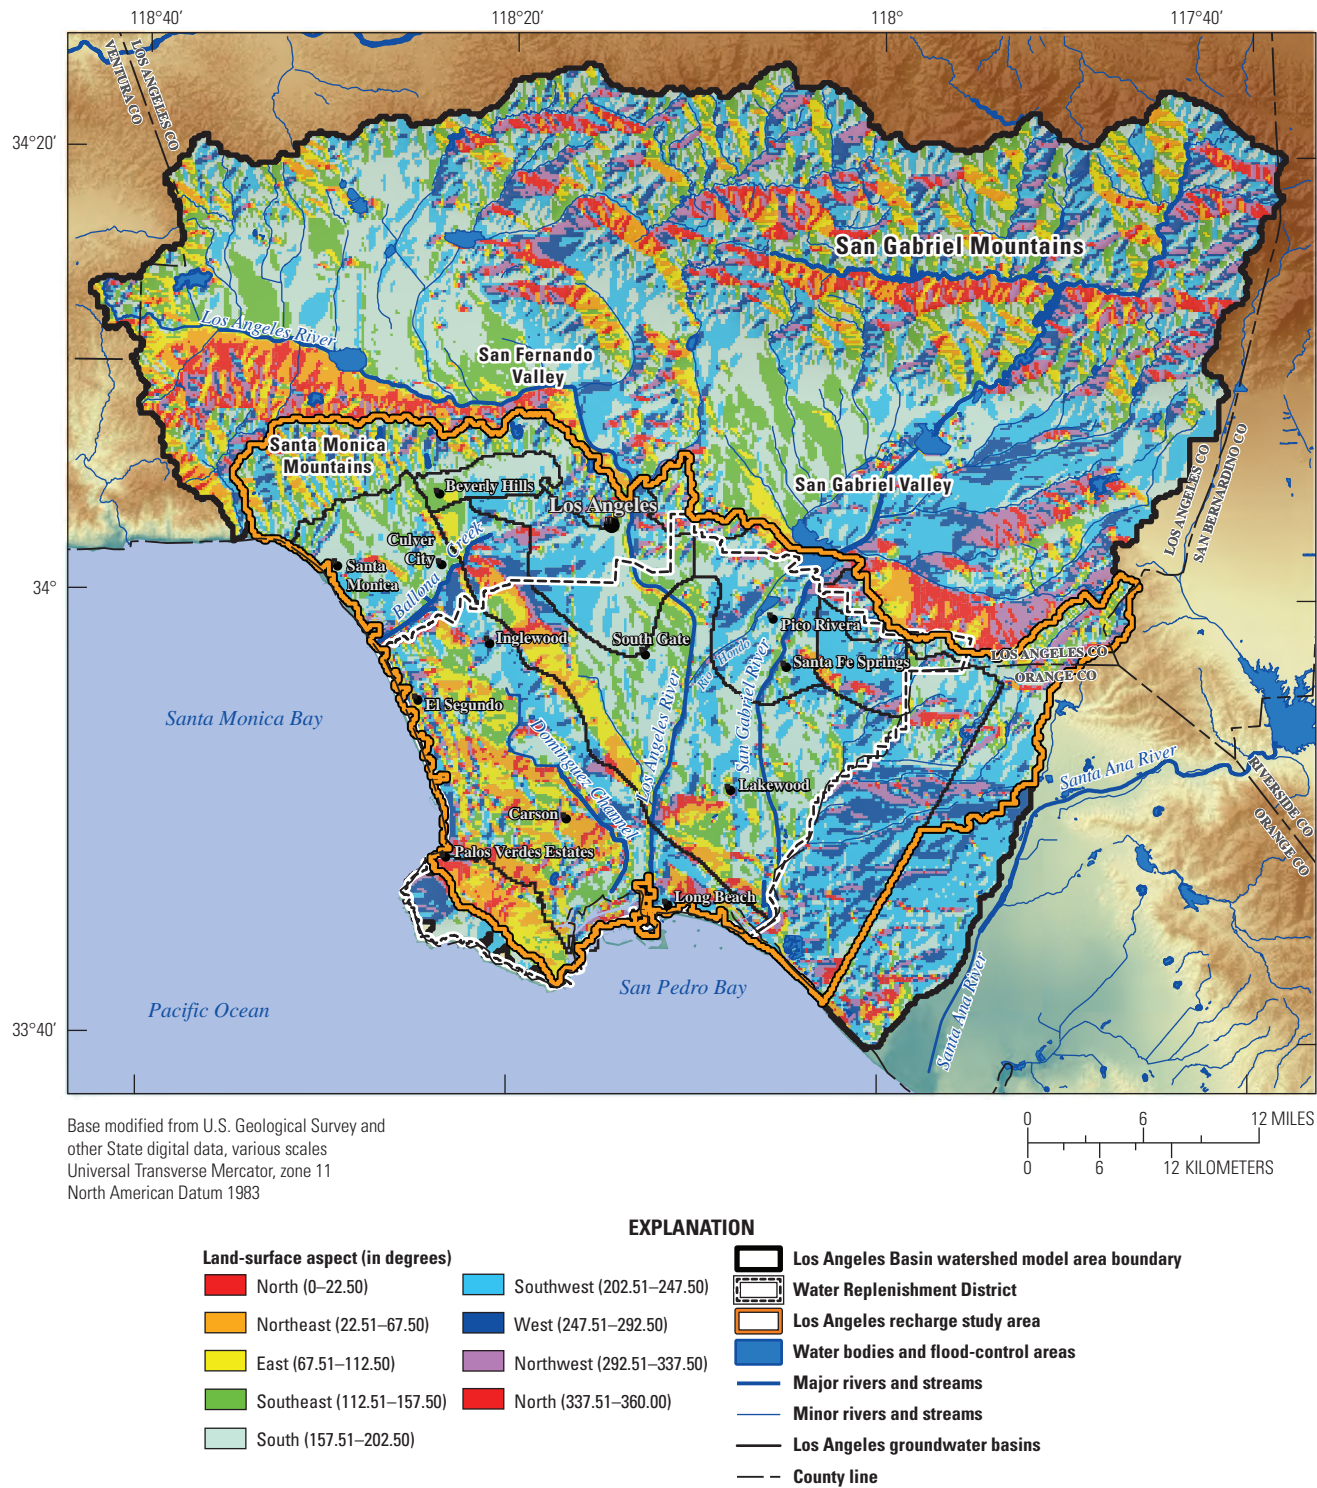 118°40′
118°20′
118°
117°40′
34°20′
34°
33°40′
VENTURA CO
LOS ANGELES CO
San Gabriel Mountains
Los Angeles River
San Fernando
Valley
Santa Monica
Mountains
Beverly Hills
San Gabriel Valley
Los Angeles
LOS ANGELES CO
SAN BERNARDINO CO
Culver
City
Ballona Creek
Santa
Monica
Inglewood
South Gate
Pico Rivera
Rio Hondo
Santa Fe Springs
LOS ANGELES CO
ORANGE CO
El Segundo
Santa Monica Bay
Dominguez Channel
Los Angeles River
San Gabriel River
Lakewood
Santa Ana River
RIVERSIDE CO
ORANGE CO
Carson
Palos Verdes Estates
Long Beach
San Pedro Bay
Pacific Ocean
Santa Ana River
Base modified from U.S. Geological Survey and
other State digital data, various scales
Universal Transverse Mercator, zone 11
North American Datum 1983
0 6 12 MILES
0 6 12 KILOMETERS
EXPLANATION
Land-surface aspect (in degrees)
North (0–22.50)
Northeast (22.51–67.50)
East (67.51–112.50)
Southeast (112.51–157.50)
South (157.51–202.50)
Southwest (202.51–247.50)
West (247.51–292.50)
Northwest (292.51–337.50)
North (337.51–360.00)
Los Angeles Basin watershed model area boundary
Water Replenishment District
Los Angeles recharge study area
Water bodies and flood-control areas
Major rivers and streams
Minor rivers and streams
Los Angeles groundwater basins
County line